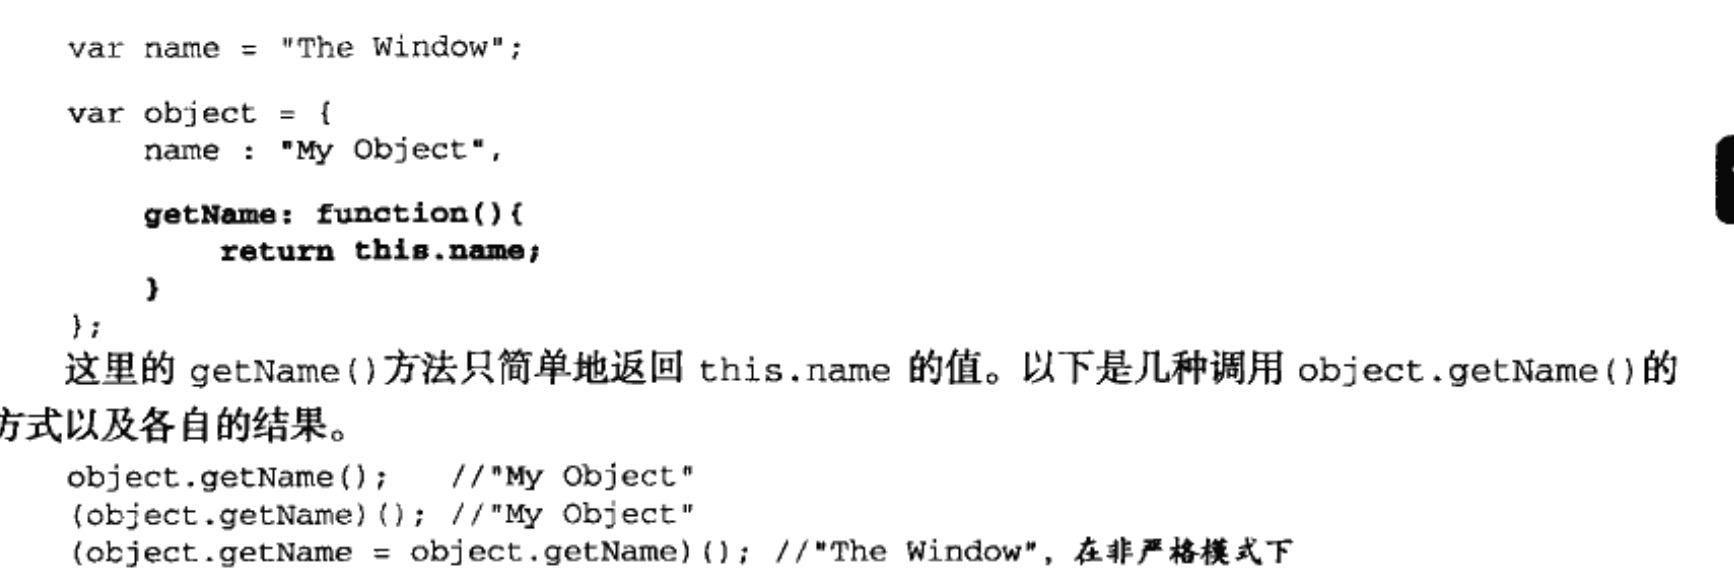 var name = "The Window";
var object = {
name : "My Object",
getName: function(){
return this.name;
}
};
这里的 getName()方法只简单地返回 this.name 的值。以下是几种调用 object.getName()的
方式以及各自的结果。
object.getName(); //"My Object"
(object.getName)(); //"My Object"
(object.getName = object.getName)(); //"The Window", 在非严格模式下